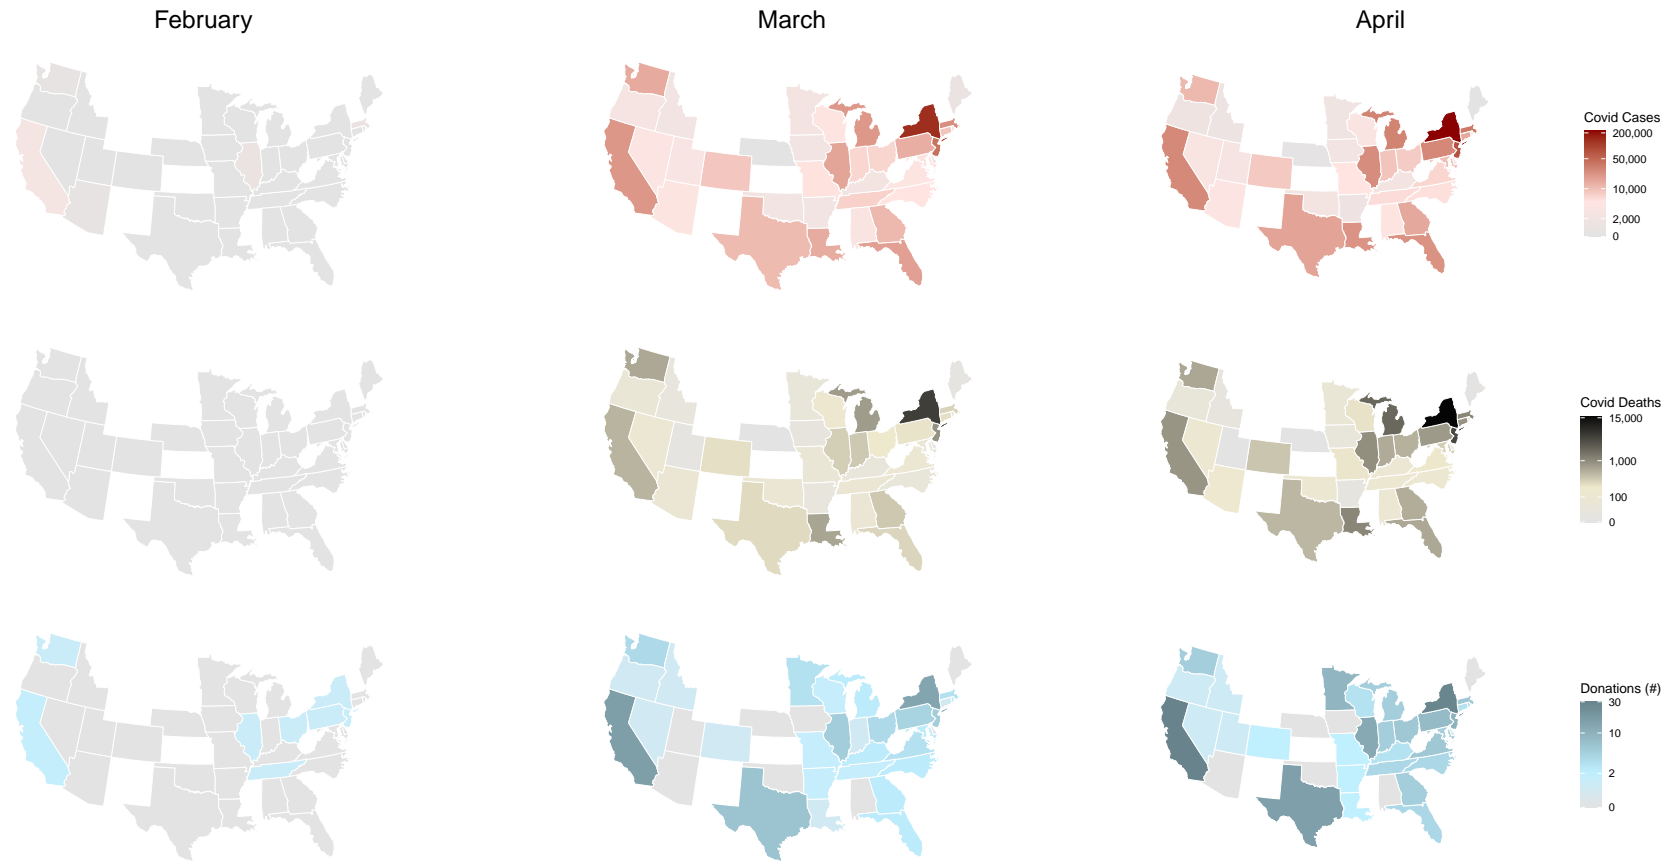 February
March
April
Covid Cases
200,000
50,000
10,000
2,000
0
Covid Deaths
15,000
1,000
100
0
Donations (#)
30
10
2
0